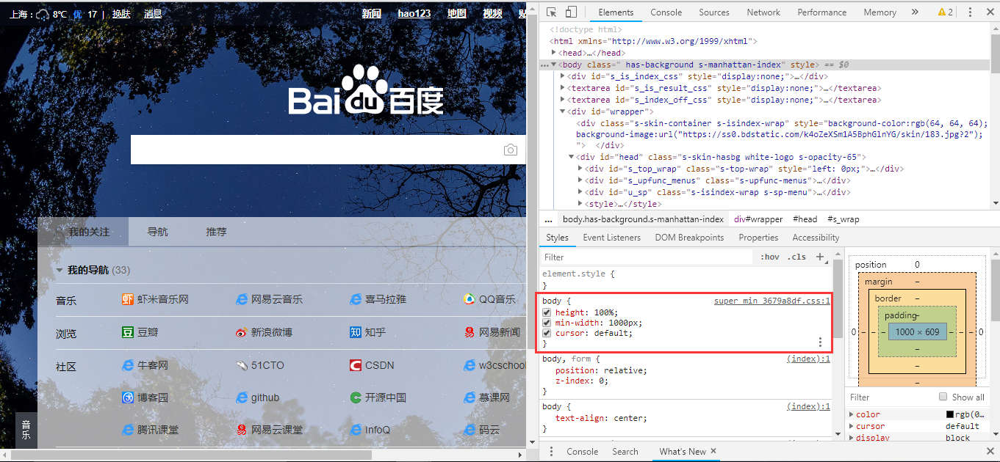 上海 : 8℃ 优 17 | 换肤 消息
新闻 hao123 地图 视频 贴
Bai du 百度
我的关注 导航 推荐
我的导航 (33)
音乐 虾米音乐网 网易云音乐 喜马拉雅 QQ音乐
浏览 豆瓣 新浪微博 知乎 网易新闻
社区 牛客网 51CTO CSDN w3cschool
博客园 github 开源中国 慕课网
腾讯课堂 网易云课堂 InfoQ 码云
音
乐
Elements Console Sources Network Performance Memory » 2
<!doctype html>
<html xmlns="http://www.w3.org/1999/xhtml">
<head>…</head>
<body class=" has-background s-manhattan-index" style> == $0
<div id="s_is_index_css" style="display:none;">…</div>
<textarea id="s_is_result_css" style="display:none;">…</textarea>
<textarea id="s_index_off_css" style="display:none;">…</textarea>
<div id="wrapper">
<div class="s-skin-container s-isindex-wrap" style="background-color:rgb(64, 64, 64);
background-image:url("https://ss0.bdstatic.com/k4oZeXSm1A5BphGlnYG/skin/183.jpg?2");
"> </div>
<div id="head" class="s-skin-hasbg white-logo s-opacity-65">
<div id="s_top_wrap" class="s-top-wrap" style="left: 0px;">…</div>
<div id="s_upfunc_menus" class="s-upfunc-menus">…</div>
<div id="u_sp" class="s-isindex-wrap s-sp-menu">…</div>
<style>…</style>
... body.has-background.s-manhattan-index div#wrapper #head #s_wrap
Styles Event Listeners DOM Breakpoints Properties Accessibility
Filter :hov .cls +
element.style {
}
body { super_min_3679a8df.css:1
height: 100%;
min-width: 1000px;
cursor: default;
}
body, form { (index):1
position: relative;
z-index: 0;
}
body { (index):1
text-align: center;
}
position 0
margin –
border –
padding –
0 – – – 1000 × 609 – – – 0
–
–
–
Filter Show all
color rgb(0…
cursor default
display block
Console Search What's New ×